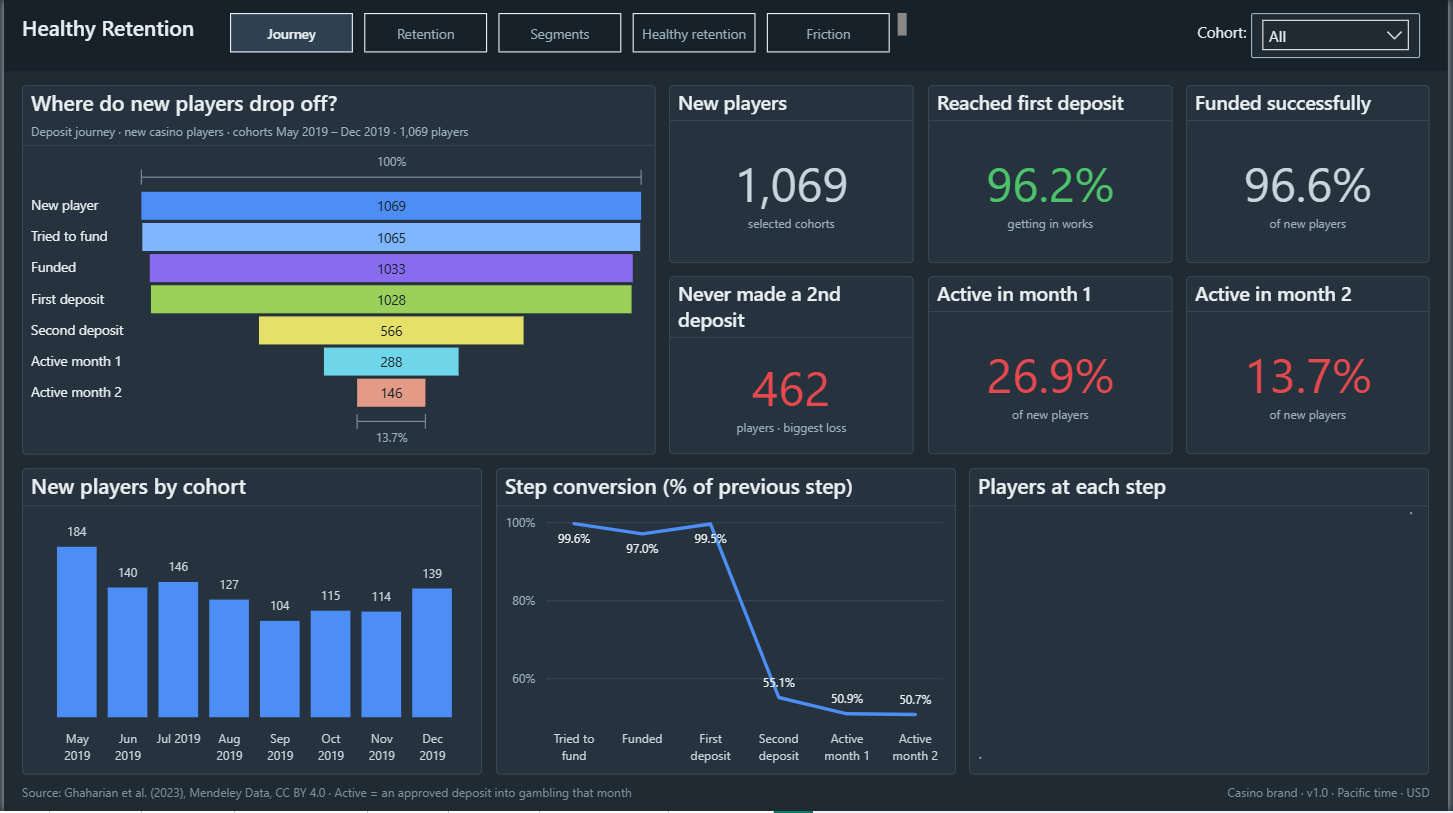 Healthy Retention
Journey
Retention
Segments
Healthy retention
Friction
Cohort:
All
Where do new players drop off?
Deposit journey · new casino players · cohorts May 2019 – Dec 2019 · 1,069 players
100%
New player
1069
Tried to fund
1065
Funded
1033
First deposit
1028
Second deposit
566
Active month 1
288
Active month 2
146
13.7%
New players
1,069
selected cohorts
Reached first deposit
96.2%
getting in works
Funded successfully
96.6%
of new players
Never made a 2nd
deposit
462
players · biggest loss
Active in month 1
26.9%
of new players
Active in month 2
13.7%
of new players
New players by cohort
184
140
146
127
104
115
114
139
May
2019
Jun
2019
Jul 2019
Aug
2019
Sep
2019
Oct
2019
Nov
2019
Dec
2019
Step conversion (% of previous step)
100%
80%
60%
99.6%
97.0%
99.5%
55.1%
50.9%
50.7%
Tried to
fund
Funded
First
deposit
Second
deposit
Active
month 1
Active
month 2
Players at each step
Source: Ghaharian et al. (2023), Mendeley Data, CC BY 4.0 · Active = an approved deposit into gambling that month
Casino brand · v1.0 · Pacific time · USD